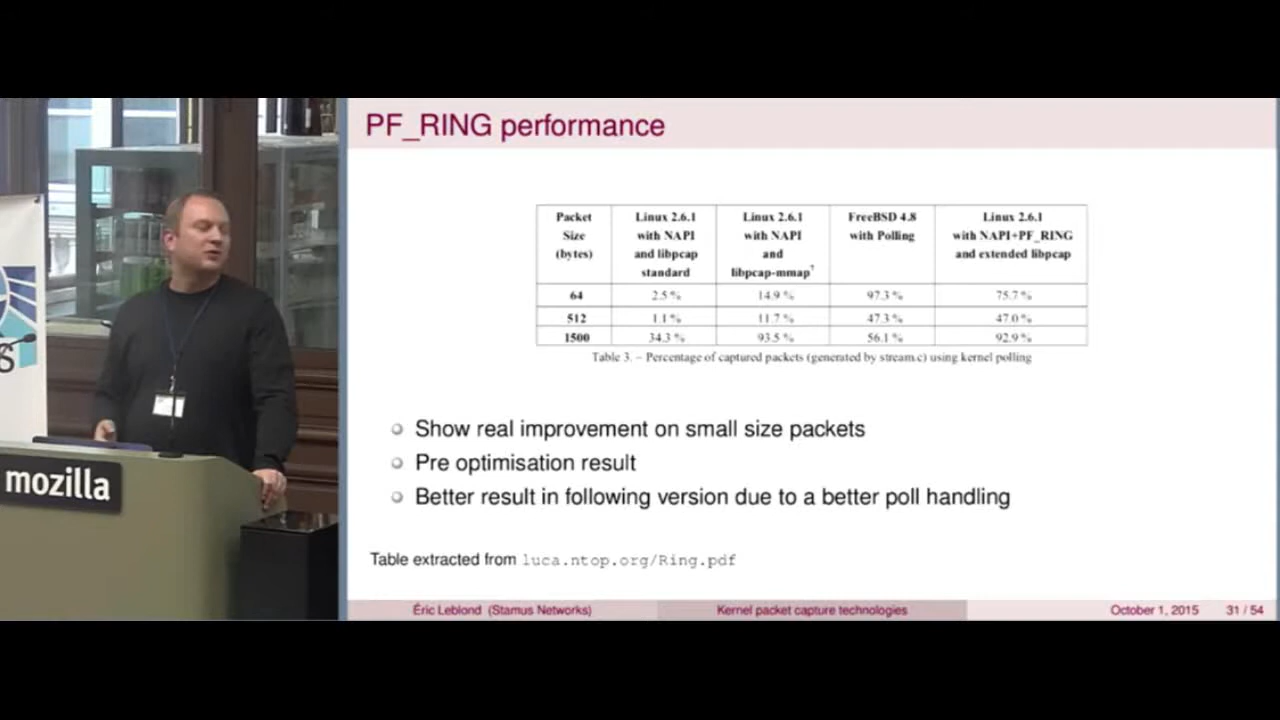 PF_RING performance
Packet Size (bytes) Linux 2.6.1 with NAPI and libpcap standard Linux 2.6.1 with NAPI and libpcap-mmap† FreeBSD 4.8 with Polling Linux 2.6.1 with NAPI+PF_RING and extended libpcap
64 2.5 % 14.9 % 97.3 % 75.7 %
512 1.1 % 11.7 % 47.3 % 47.0 %
1500 34.3 % 93.5 % 56.1 % 92.9 %
Table 3. – Percentage of captured packets (generated by stream.c) using kernel polling
Show real improvement on small size packets
Pre optimisation result
Better result in following version due to a better poll handling
Table extracted from luca.ntop.org/Ring.pdf
Éric Leblond (Stamus Networks) Kernel packet capture technologies October 1, 2015 31 / 54
mozilla